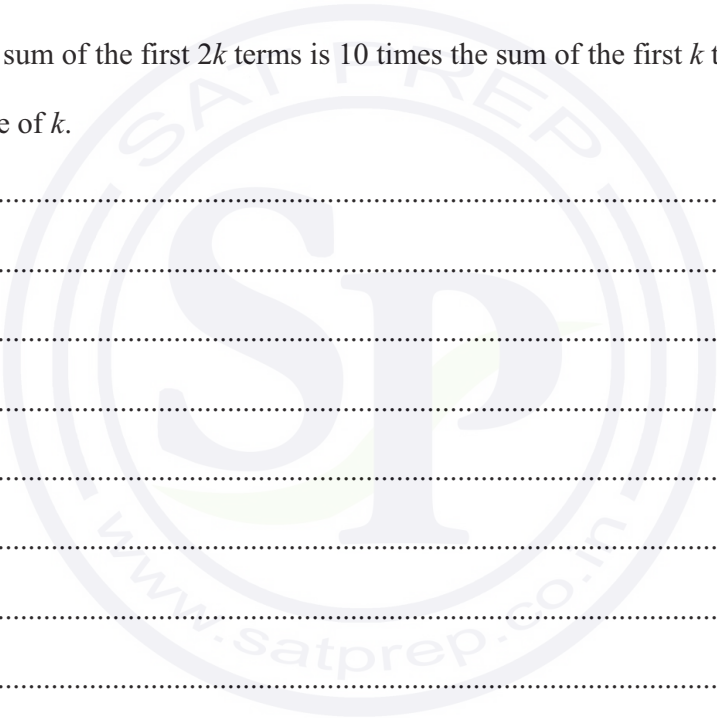 sum of the first 2k terms is 10 times the sum of the first k
of k.
SAT PREP
SP
www.satprep.co.in